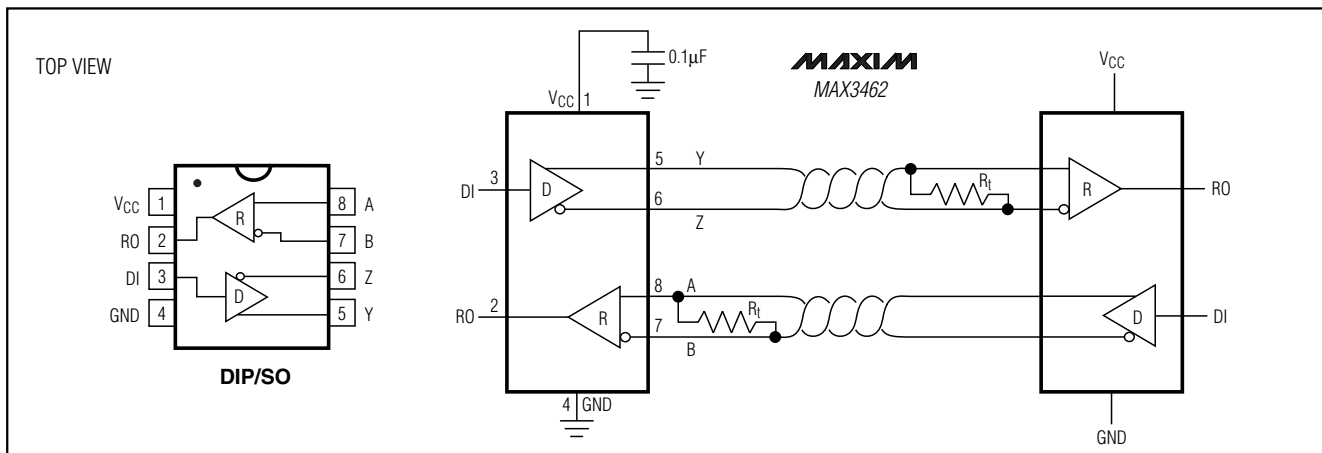 TOP VIEW
VCC 1
RO 2
DI 3
GND 4
8 A
7 B
6 Z
5 Y
R
D
DIP/SO
0.1µF
VCC 1
MAXIM
MAX3462
VCC
DI 3
D
5 Y
6
Z
Rt
R
RO
RO 2
R
8 A
7
B
Rt
D
DI
4 GND
GND